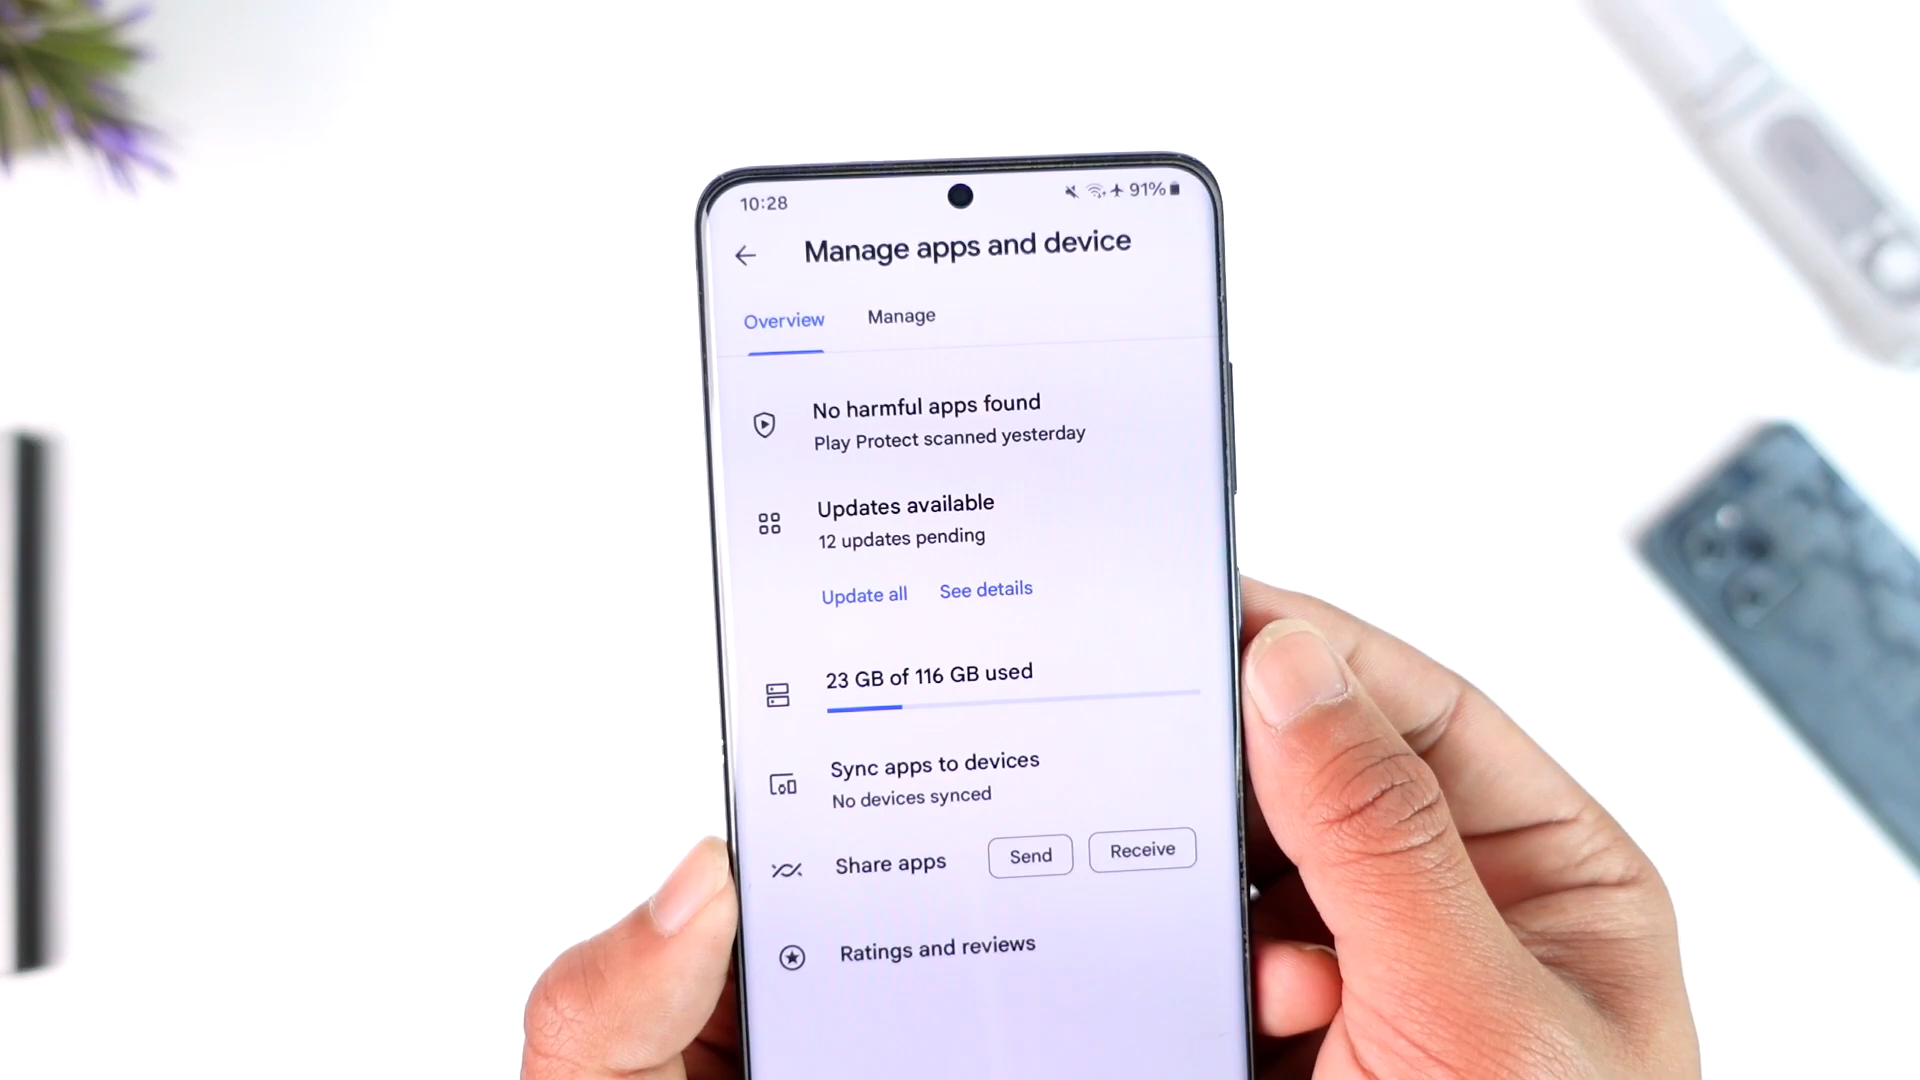 10:28
91%
Manage apps and device
Overview Manage
No harmful apps found
Play Protect scanned yesterday
Updates available
12 updates pending
Update all See details
23 GB of 116 GB used
Sync apps to devices
No devices synced
Share apps Send Receive
Ratings and reviews